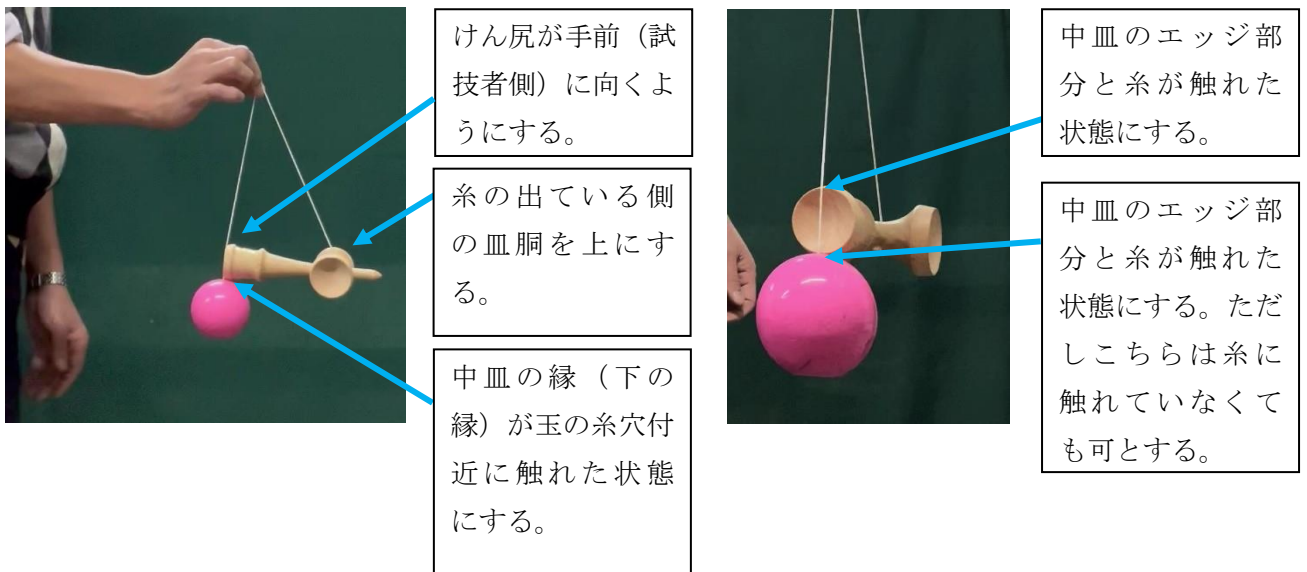 けん尻が手前（試
技者側）に向くよ
うにする。
糸の出ている側
の皿胴を上にす
る。
中皿の縁（下の
縁）が玉の糸穴付
近に触れた状態
にする。
中皿のエッジ部
分と糸が触れた
状態にする。
中皿のエッジ部
分と糸が触れた
状態にする。ただ
しこちらは糸に
触れていなくて
も可とする。